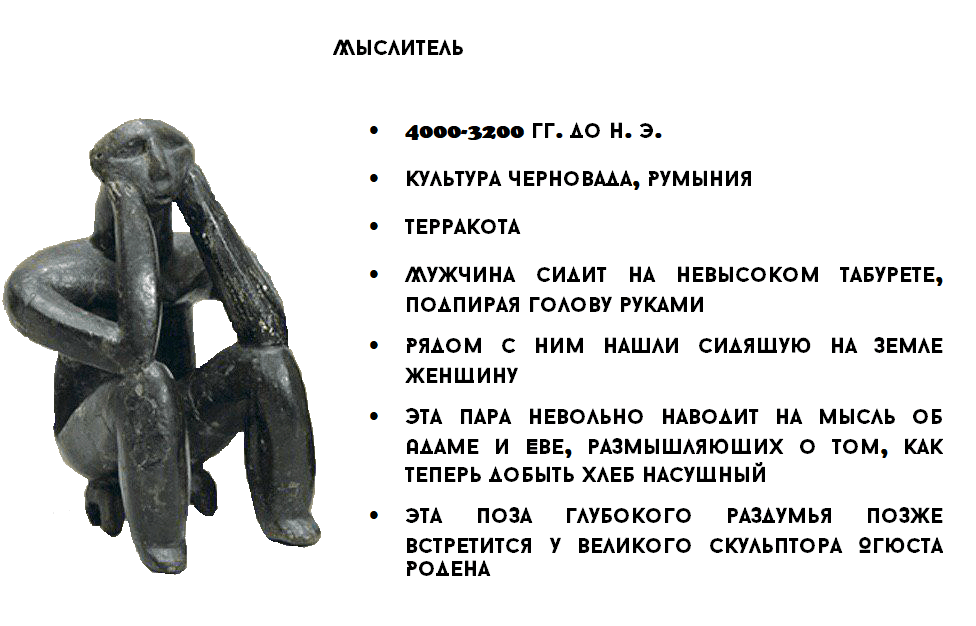 МЫСЛИТЕЛЬ
• 4000-3200 ГГ. ДО Н. Э.
• КУЛЬТУРА ЧЕРНОВАДА, РУМЫНИЯ
• ТЕРРАКОТА
• МУЖЧИНА СИДИТ НА НЕВЫСОКОМ ТАБУРЕТЕ,
ПОДПИРАЯ ГОЛОВУ РУКАМИ
• РЯДОМ С НИМ НАШЛИ СИДЯЩУЮ НА ЗЕМЛЕ
ЖЕНЩИНУ
• ЭТА ПАРА НЕВОЛЬНО НАВОДИТ НА МЫСЛЬ ОБ
АДАМЕ И ЕВЕ, РАЗМЫШЛЯЮЩИХ О ТОМ, КАК
ТЕПЕРЬ ДОБЫТЬ ХЛЕБ НАСУЩНЫЙ
• ЭТА ПОЗА ГЛУБОКОГО РАЗДУМЬЯ ПОЗЖЕ
ВСТРЕТИТСЯ У ВЕЛИКОГО СКУЛЬПТОРА ОГЮСТА
РОДЕНА